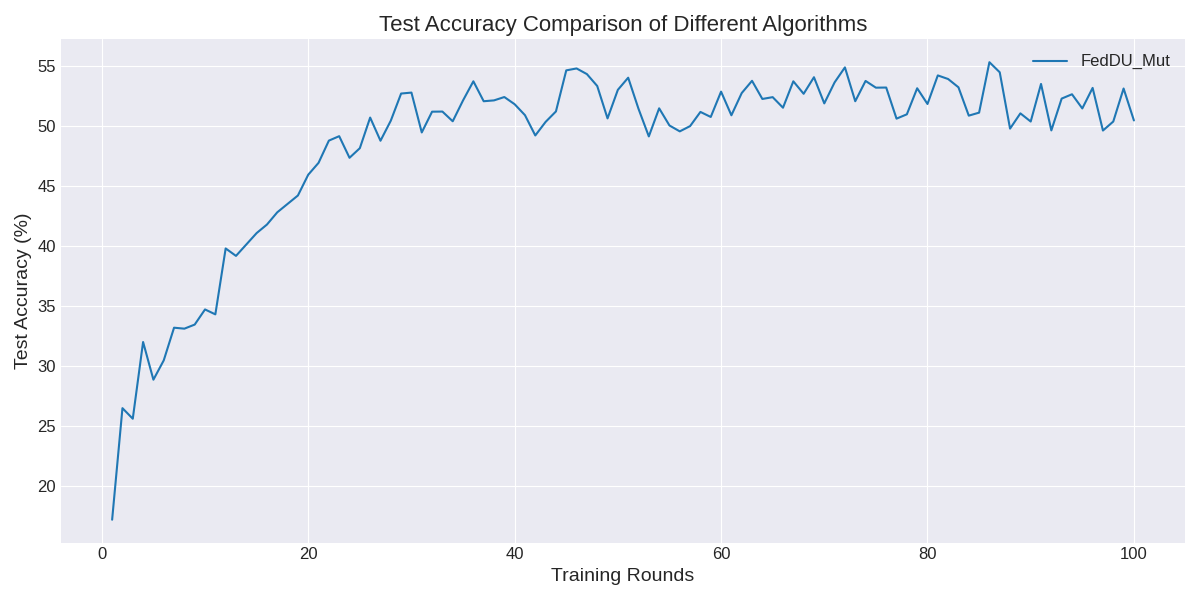 Test Accuracy Comparison of Different Algorithms
FedDU_Mut
Test Accuracy (%)
55
50
45
40
35
30
25
20
0 20 40 60 80 100
Training Rounds